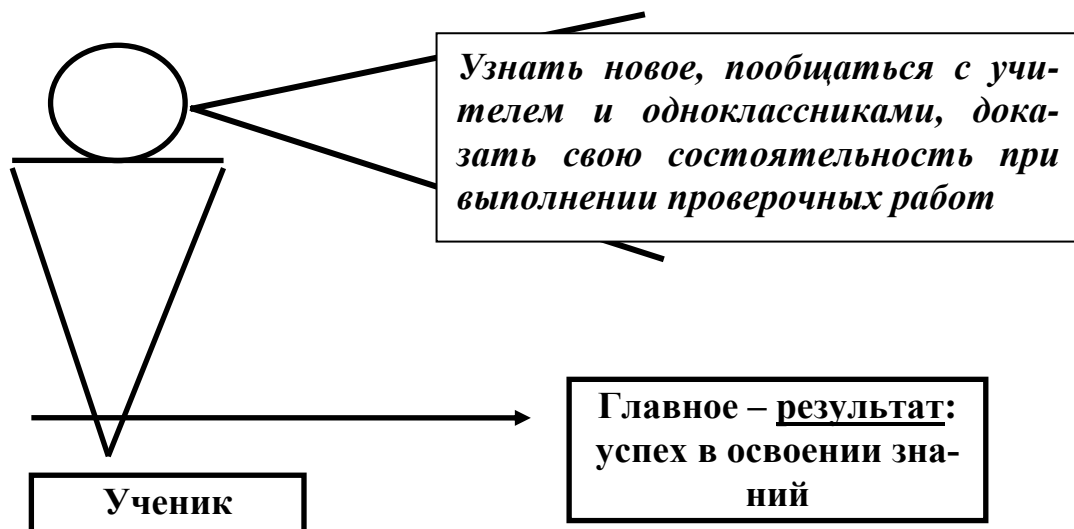 Узнать новое, пообщаться с учи-
телем и одноклассниками, дока-
зать свою состоятельность при
выполнении проверочных работ
Главное – результат:
успех в освоении зна-
ний
Ученик